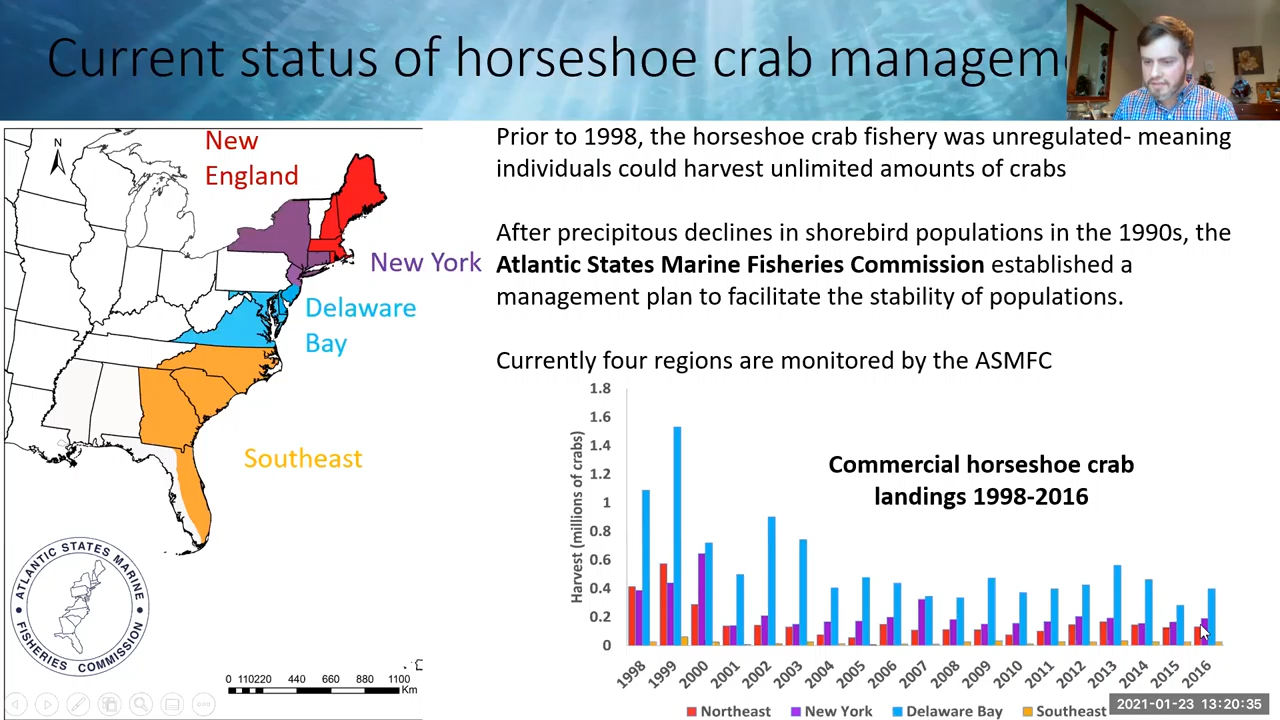 Current status of horseshoe crab managem
New
England
N
New York
Delaware
Bay
Southeast
ATLANTIC STATES MARINE
FISHERIES COMMISSION
0 110220 440 660 880 1100
Km
Prior to 1998, the horseshoe crab fishery was unregulated- meaning
individuals could harvest unlimited amounts of crabs
After precipitous declines in shorebird populations in the 1990s, the
Atlantic States Marine Fisheries Commission established a
management plan to facilitate the stability of populations.
Currently four regions are monitored by the ASMFC
Commercial horseshoe crab
landings 1998-2016
Harvest (millions of crabs)
1.8
1.6
1.4
1.2
1
0.8
0.6
0.4
0.2
0
1998 1999 2000 2001 2002 2003 2004 2005 2006 2007 2008 2009 2010 2011 2012 2013 2014 2015 2016
Northeast New York Delaware Bay Southeast
2021-01-23 13:20:35